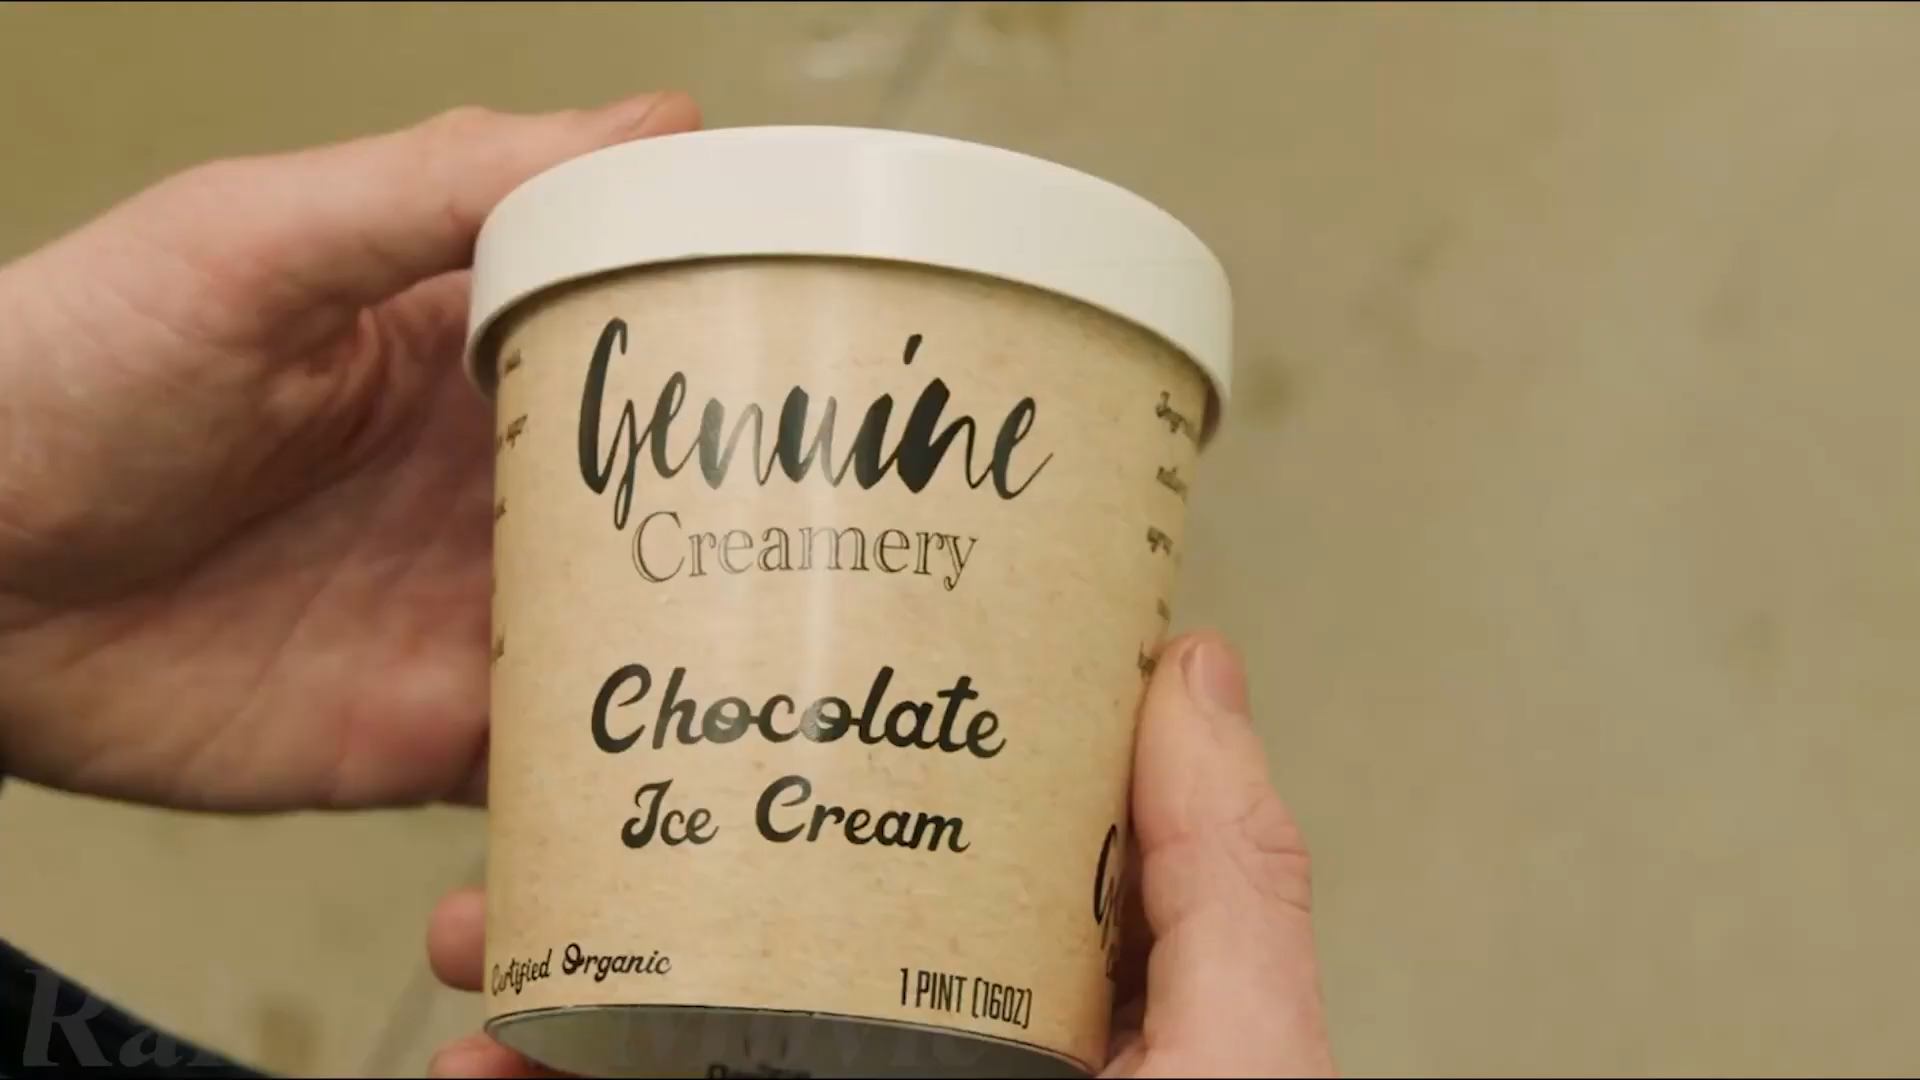 Genuine
Creamery
Chocolate
Ice Cream
Certified Organic
1 PINT (16OZ)